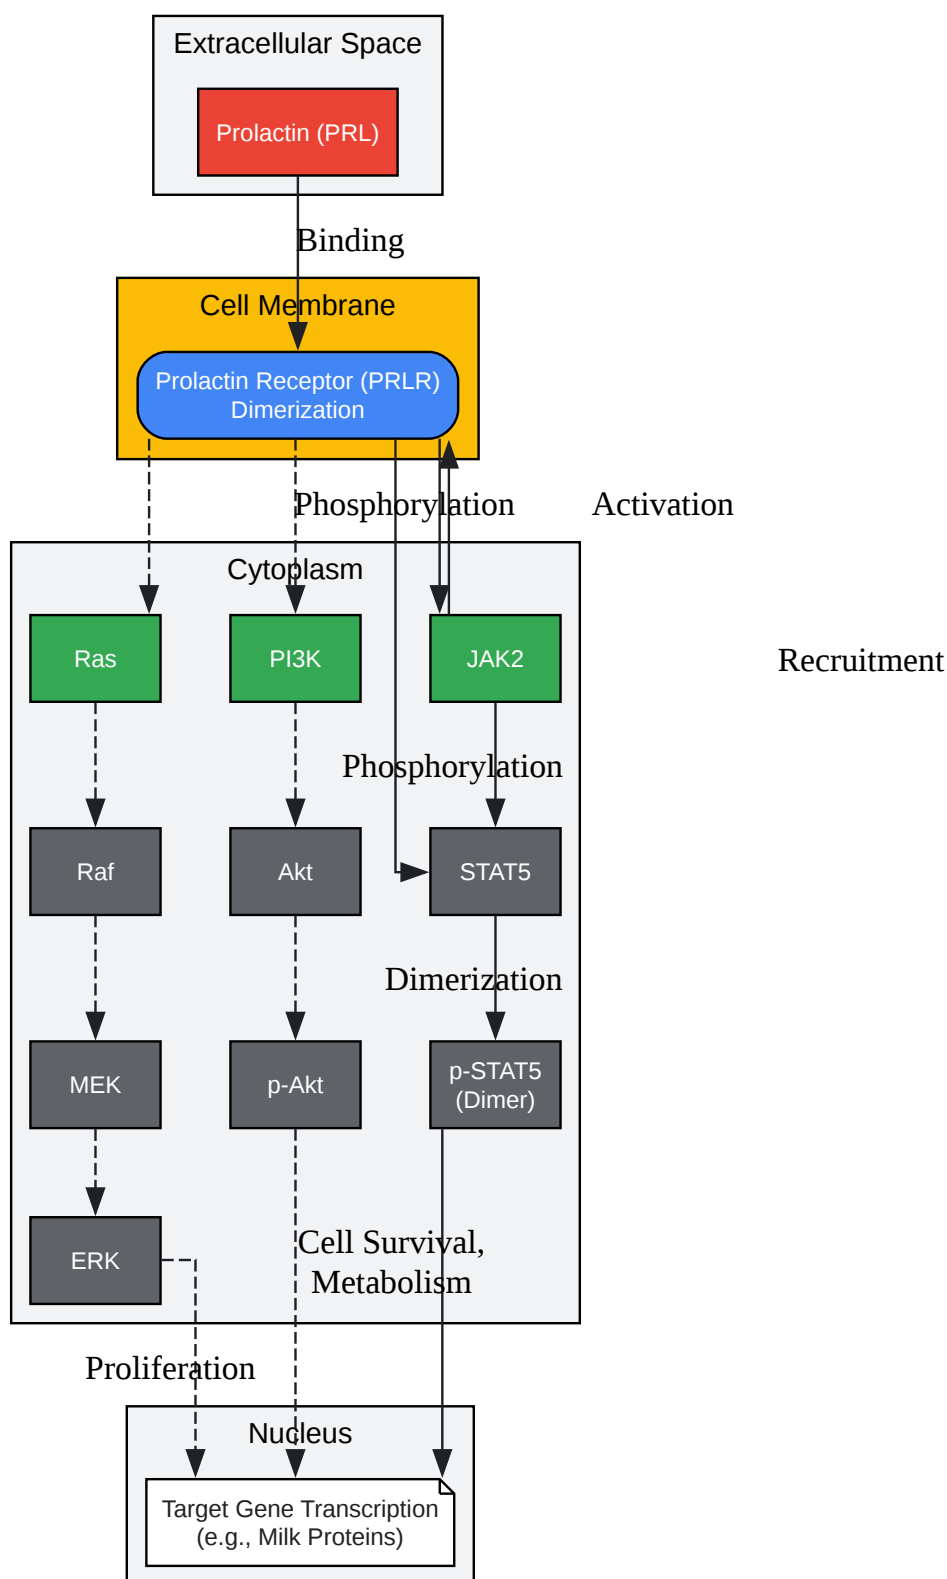 Extracellular Space
Prolactin (PRL)
Binding
Cell Membrane
Prolactin Receptor (PRLR)
Dimerization
Phosphorylation
Activation
Cytoplasm
Ras
PI3K
JAK2
Recruitment
Phosphorylation
Raf
Akt
STAT5
Dimerization
MEK
p-Akt
p-STAT5
(Dimer)
Cell Survival,
Metabolism
ERK
Proliferation
Nucleus
Target Gene Transcription
(e.g., Milk Proteins)